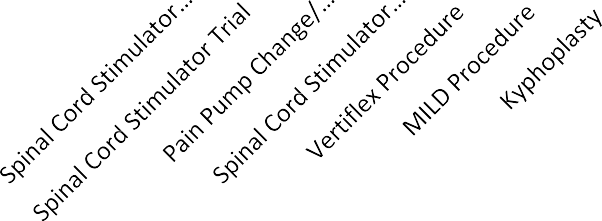 Spinal Cord Stimulator...
Spinal Cord Stimulator Trial
Pain Pump Change/...
Spinal Cord Stimulator...
Vertiflex Procedure
MILD Procedure
Kyphoplasty